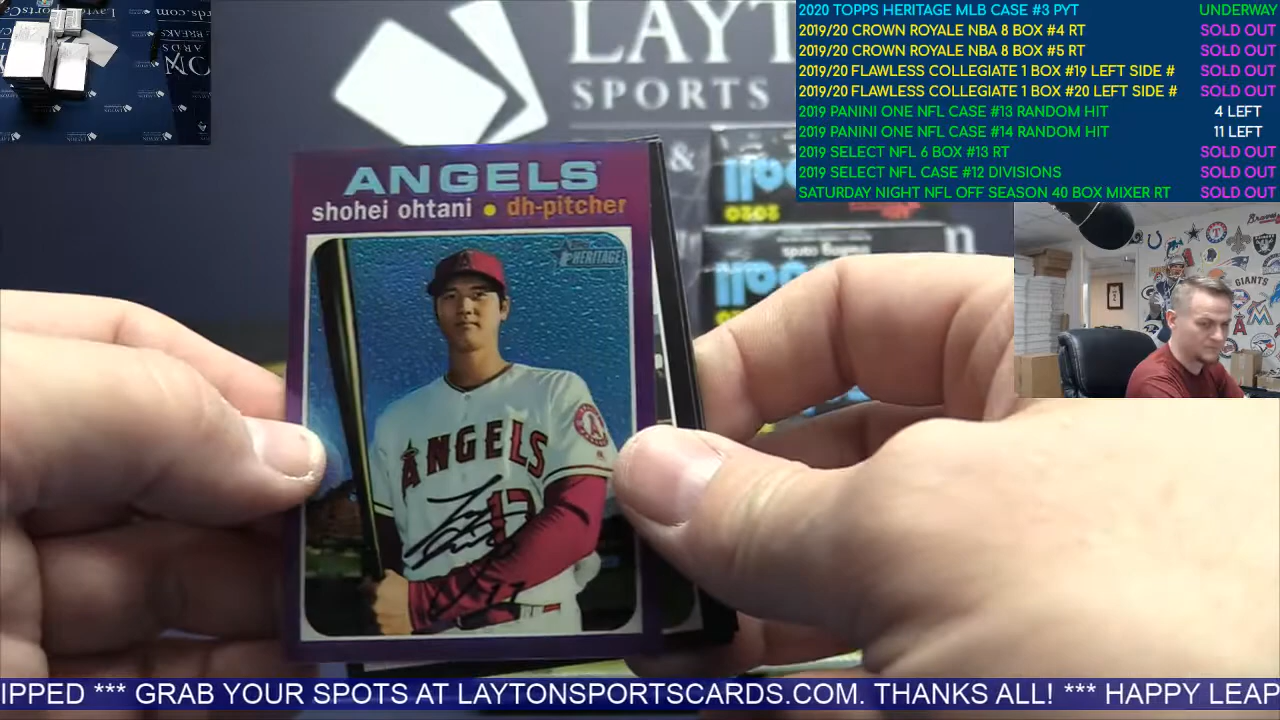 2020 TOPPS HERITAGE MLB CASE #3 PYT UNDERWAY
2019/20 CROWN ROYALE NBA 8 BOX #4 RT SOLD OUT
2019/20 CROWN ROYALE NBA 8 BOX #5 RT SOLD OUT
2019/20 FLAWLESS COLLEGIATE 1 BOX #19 LEFT SIDE # SOLD OUT
2019/20 FLAWLESS COLLEGIATE 1 BOX #20 LEFT SIDE # SOLD OUT
2019 PANINI ONE NFL CASE #13 RANDOM HIT 4 LEFT
2019 PANINI ONE NFL CASE #14 RANDOM HIT 11 LEFT
2019 SELECT NFL 6 BOX #13 RT SOLD OUT
2019 SELECT NFL CASE #12 DIVISIONS SOLD OUT
SATURDAY NIGHT NFL OFF SEASON 40 BOX MIXER RT SOLD OUT
LAYT
SPORTS
&
2020
ANGELS
shohei ohtani • dh-pitcher
HERITAGE
ANGELS
17
GIANTS
Braves
IPPED *** GRAB YOUR SPOTS AT LAYTONSPORTSCARDS.COM. THANKS ALL! *** HAPPY LEAP